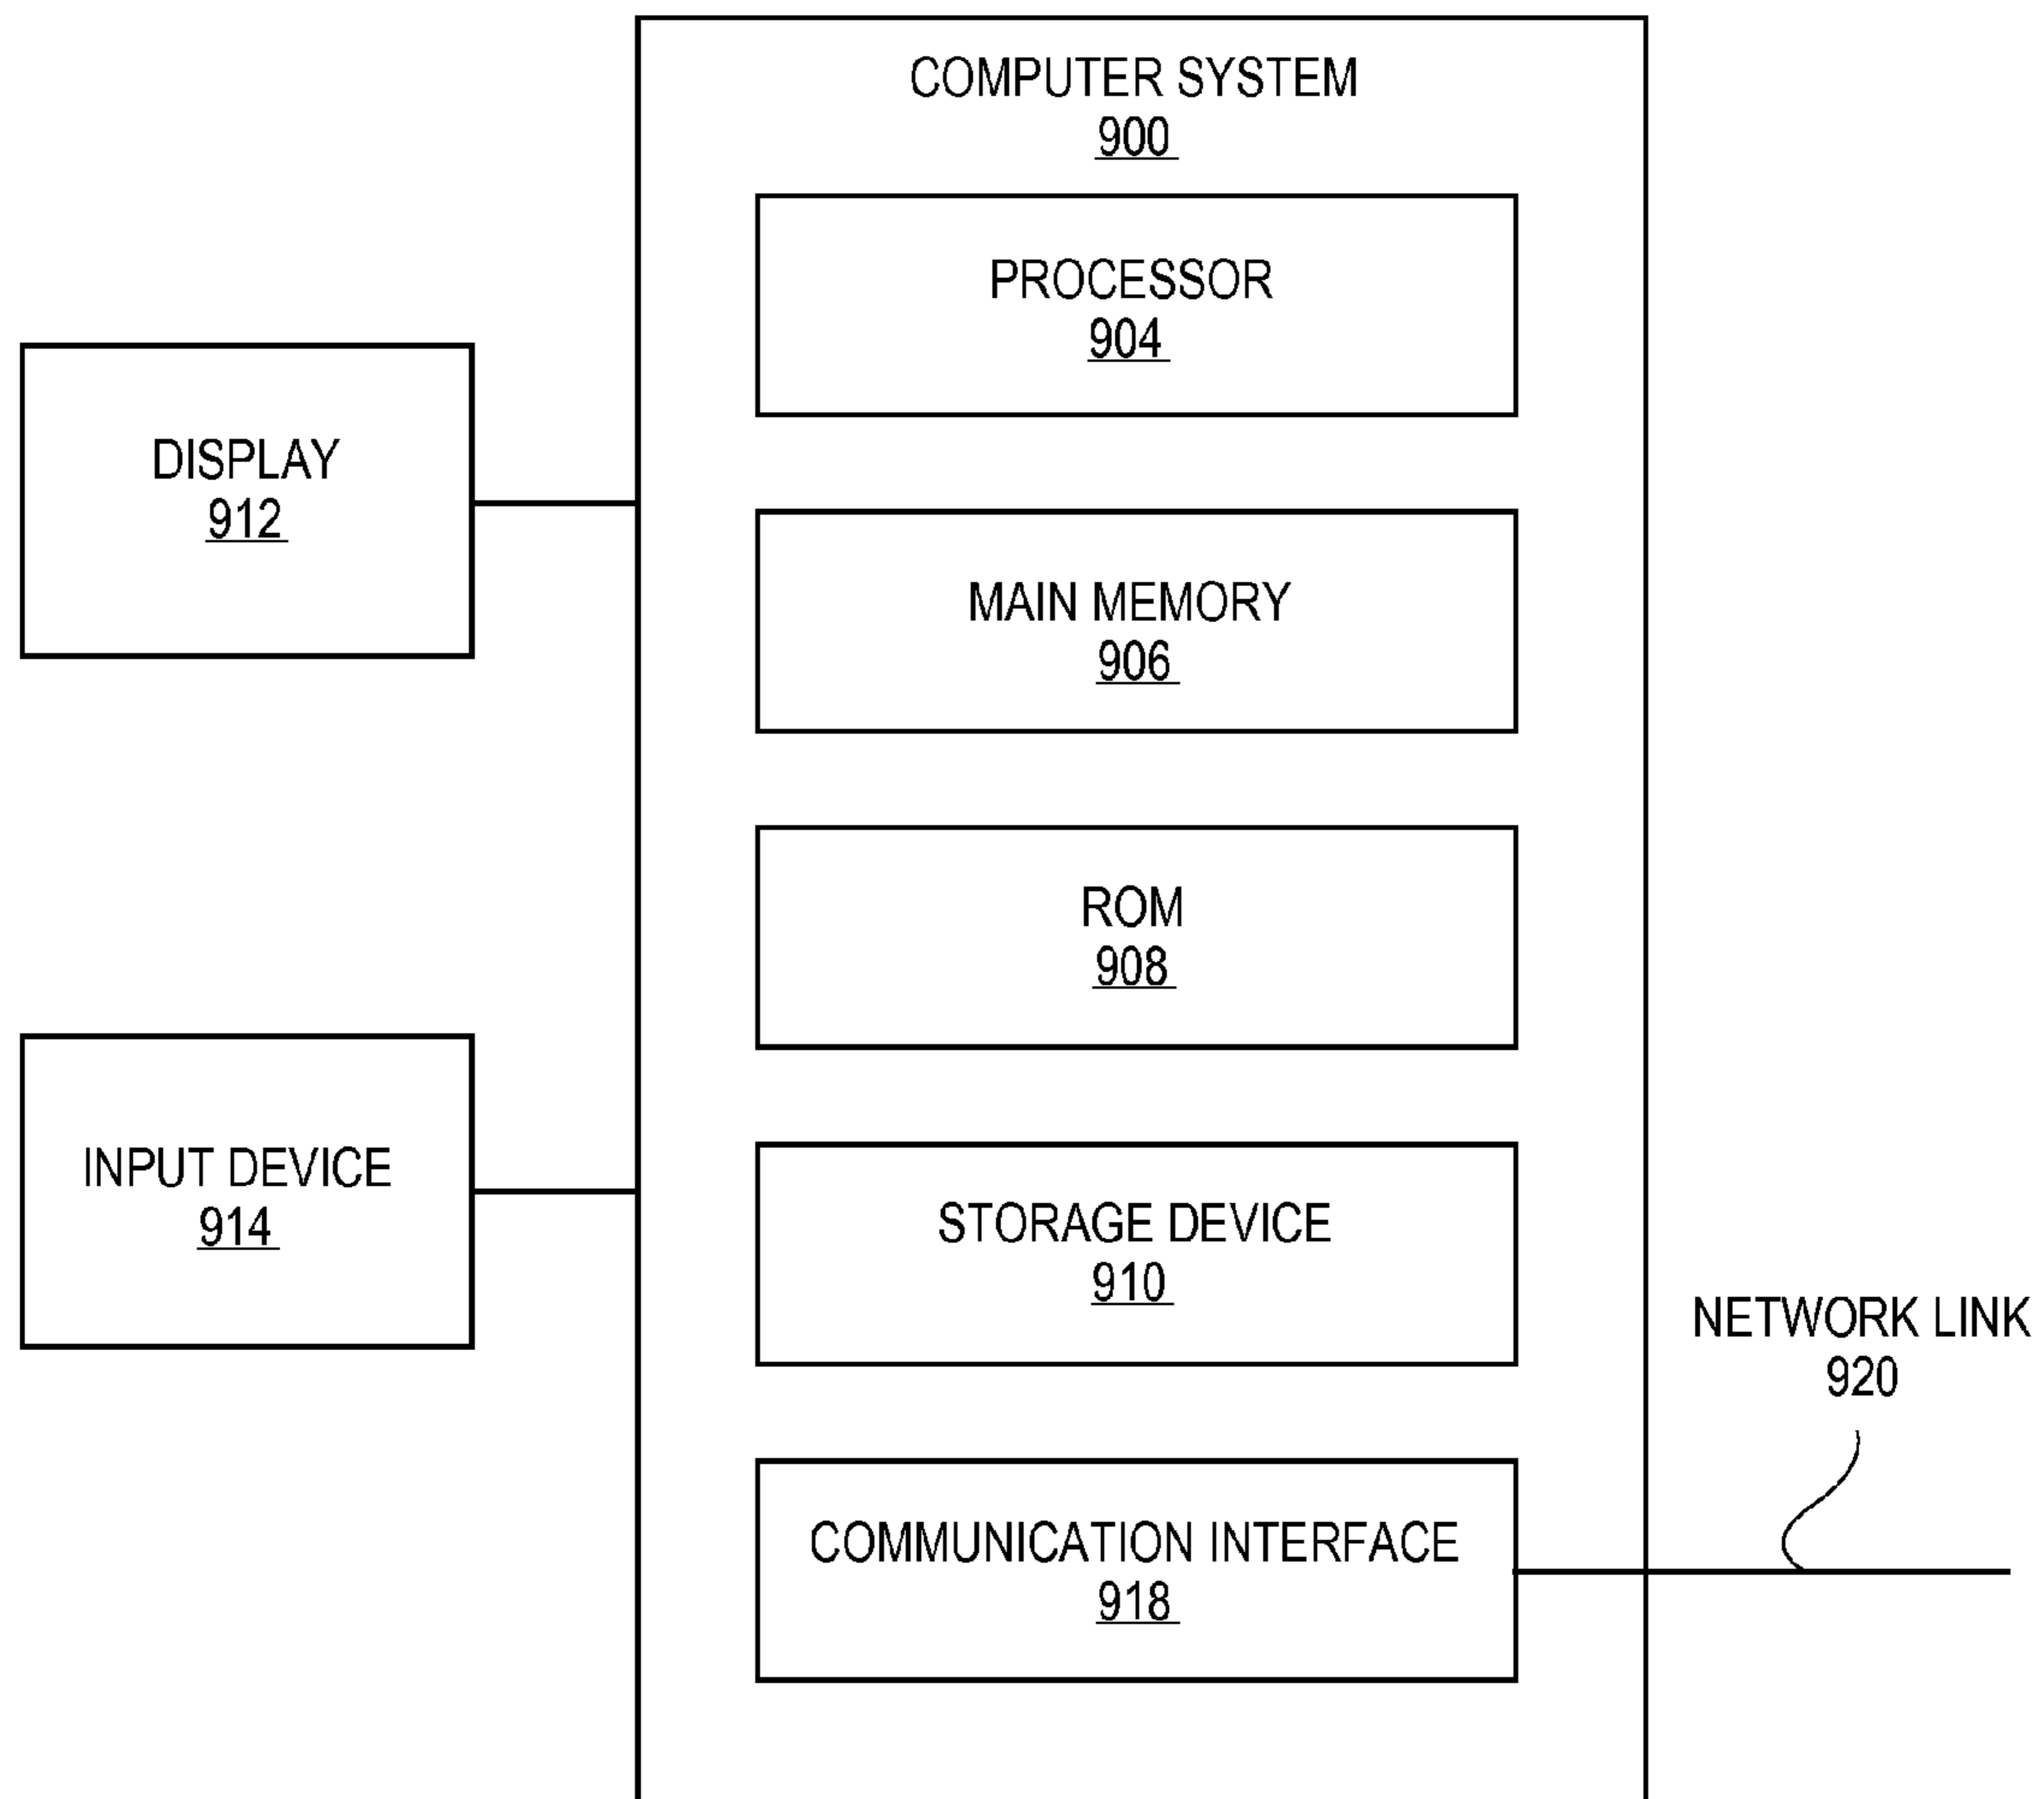 COMPUTER SYSTEM
900
PROCESSOR
904
DISPLAY
912
MAIN MEMORY
906
ROM
908
INPUT DEVICE
914
STORAGE DEVICE
910
NETWORK LINK
920
COMMUNICATION INTERFACE
918